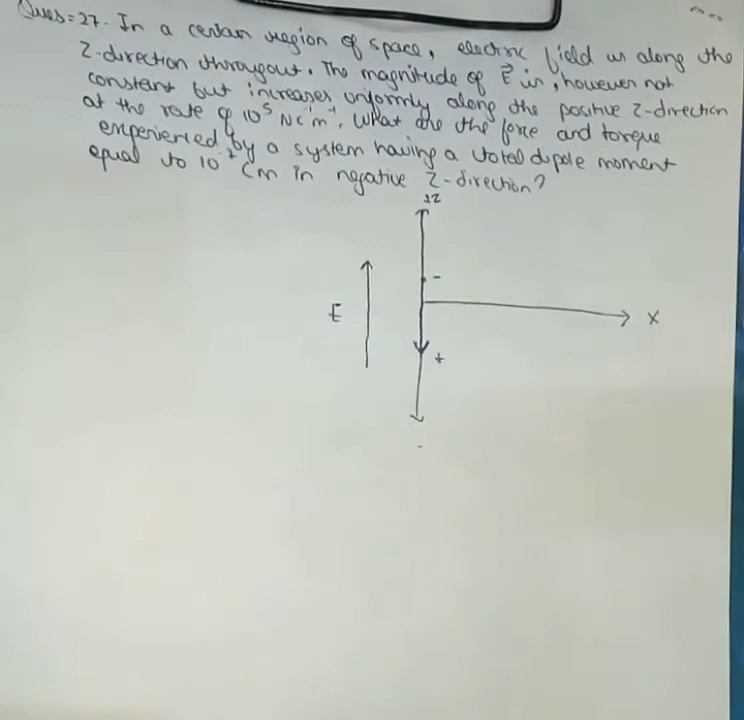 Ques=27. In a certain region of space, electric field is along the
Z-direction througout. The magnitude of E⃗ is, however not
constant but increases uniformly along the positive Z-direction
at the rate of 10⁵ NC⁻¹m⁻¹. What are the force and torque
experienced by a system having a total dipole moment
equal to 10⁻⁷ Cm in negative Z-direction?
Z
-
E
X
+